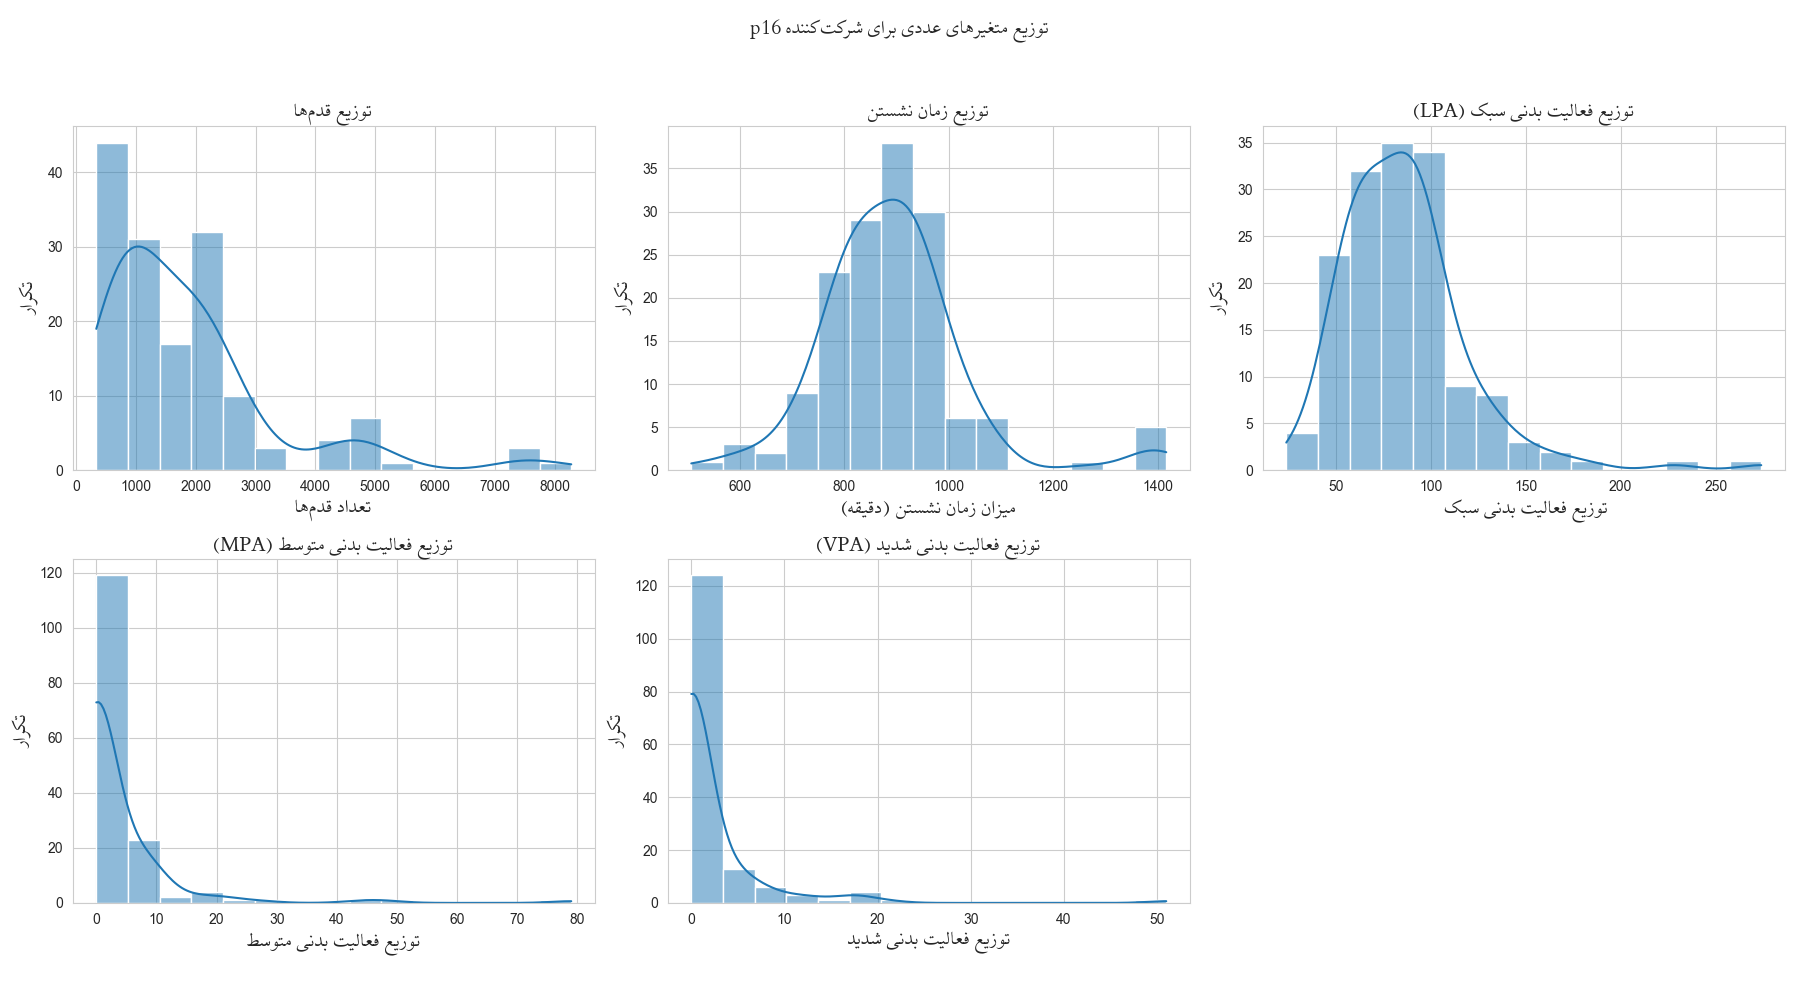 توزیع متغیرهای عددی برای شرکت‌کننده p16
توزیع قدم‌ها
تکرار
40
30
20
10
0
0 1000 2000 3000 4000 5000 6000 7000 8000
تعداد قدم‌ها
توزیع زمان نشستن
تکرار
35
30
25
20
15
10
5
0
600 800 1000 1200 1400
میزان زمان نشستن (دقیقه)
توزیع فعالیت بدنی سبک (LPA)
تکرار
35
30
25
20
15
10
5
0
50 100 150 200 250
توزیع فعالیت بدنی سبک
توزیع فعالیت بدنی متوسط (MPA)
تکرار
120
100
80
60
40
20
0
0 10 20 30 40 50 60 70 80
توزیع فعالیت بدنی متوسط
توزیع فعالیت بدنی شدید (VPA)
تکرار
120
100
80
60
40
20
0
0 10 20 30 40 50
توزیع فعالیت بدنی شدید